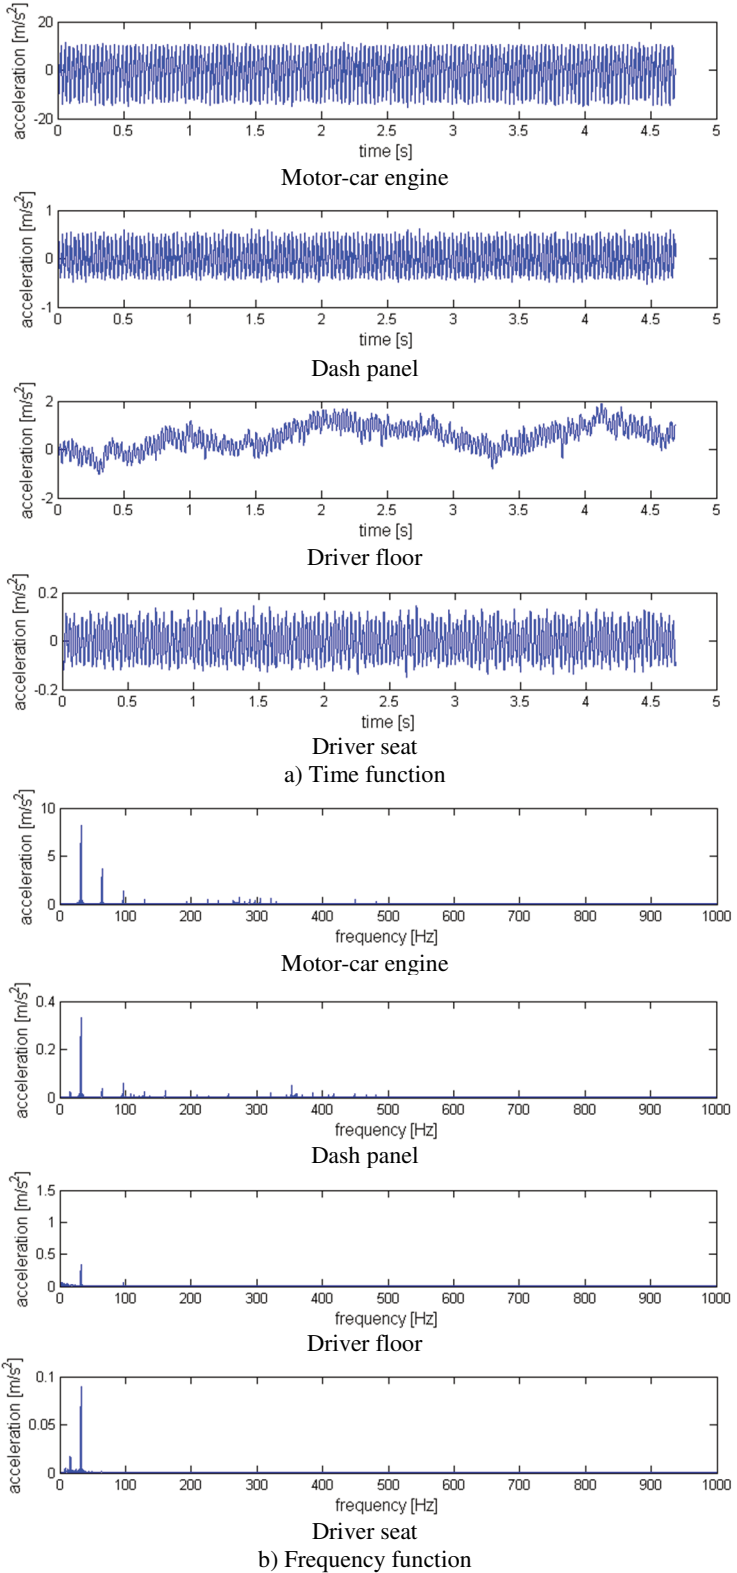 acceleration [m/s²]
20
0
-20
0 0.5 1 1.5 2 2.5 3 3.5 4 4.5 5
time [s]
Motor-car engine
acceleration [m/s²]
1
0
-1
0 0.5 1 1.5 2 2.5 3 3.5 4 4.5 5
time [s]
Dash panel
acceleration [m/s²]
2
0
-2
0 0.5 1 1.5 2 2.5 3 3.5 4 4.5 5
time [s]
Driver floor
acceleration [m/s²]
0.2
0
-0.2
0 0.5 1 1.5 2 2.5 3 3.5 4 4.5 5
time [s]
Driver seat
a) Time function
acceleration [m/s²]
10
5
0
0 100 200 300 400 500 600 700 800 900 1000
frequency [Hz]
Motor-car engine
acceleration [m/s²]
0.4
0.2
0
0 100 200 300 400 500 600 700 800 900 1000
frequency [Hz]
Dash panel
acceleration [m/s²]
1.5
1
0.5
0
0 100 200 300 400 500 600 700 800 900 1000
frequency [Hz]
Driver floor
acceleration [m/s²]
0.1
0.05
0
0 100 200 300 400 500 600 700 800 900 1000
frequency [Hz]
Driver seat
b) Frequency function